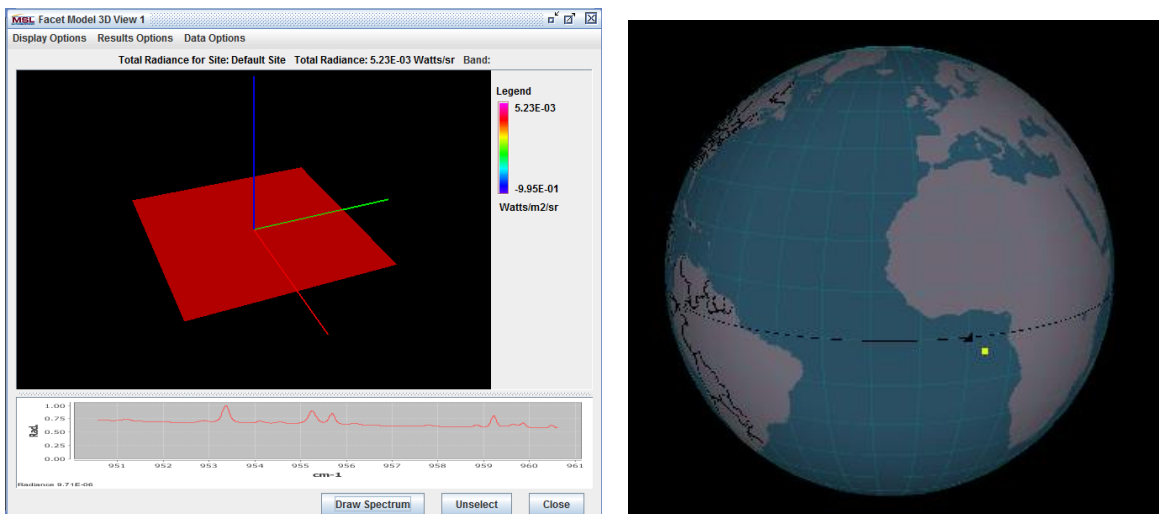 MSL Facet Model 3D View 1
Display Options Results Options Data Options
Total Radiance for Site: Default Site Total Radiance: 5.23E-03 Watts/sr Band:
Legend
5.23E-03
-9.95E-01
Watts/m2/sr
1.00
0.75
0.50
0.25
0.00
Rad.
951 952 953 954 955 956 957 958 959 960 961
cm-1
Radiance 9.71E-06
Draw Spectrum Unselect Close